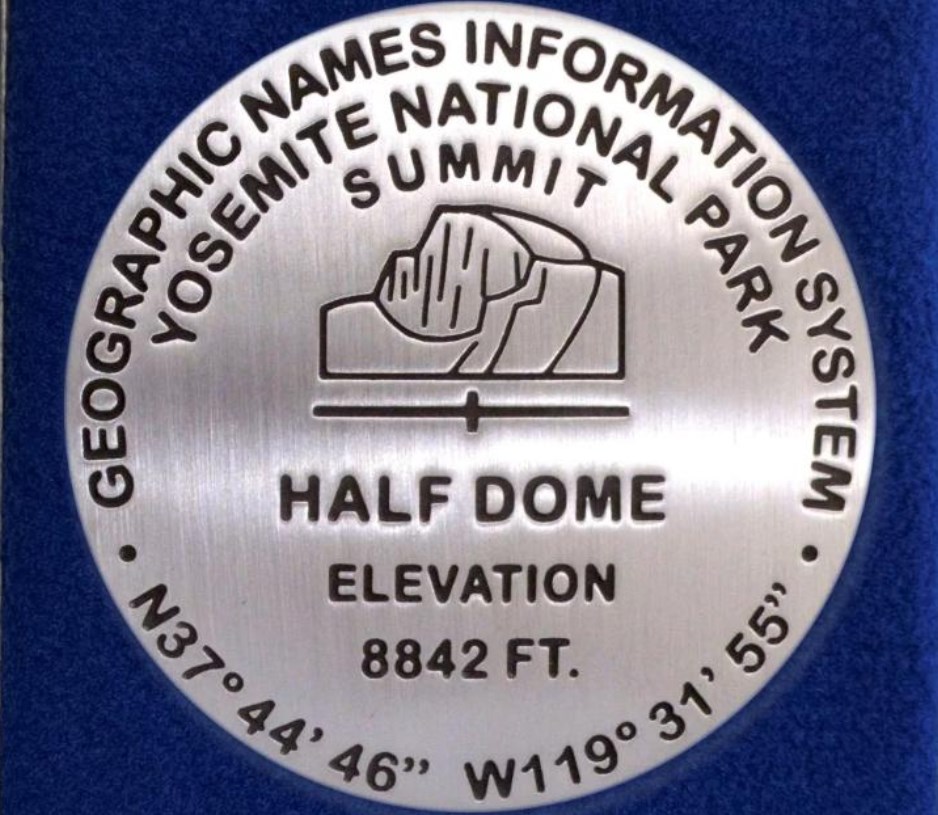 GEOGRAPHIC NAMES INFORMATION SYSTEM
YOSEMITE NATIONAL PARK
SUMMIT
HALF DOME
ELEVATION
8842 FT.
• N37° 44’ 46” W119° 31’ 55” •